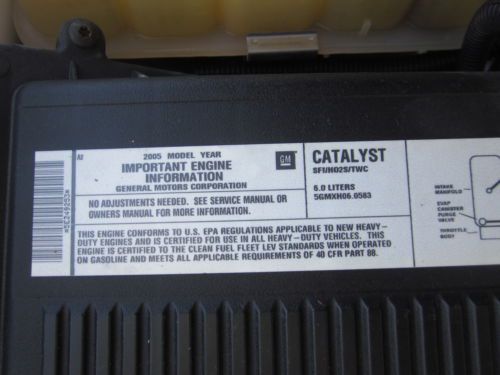 AJ
2005 MODEL YEAR
IMPORTANT ENGINE
INFORMATION
GENERAL MOTORS CORPORATION
NO ADJUSTMENTS NEEDED. SEE SERVICE MANUAL OR
OWNERS MANUAL FOR MORE INFORMATION.
GM
CATALYST
SFI/HO2S/TWC
6.0 LITERS
5GMXH06.0583
THIS ENGINE CONFORMS TO U.S. EPA REGULATIONS APPLICABLE TO NEW HEAVY-
DUTY ENGINES AND IS CERTIFIED FOR USE IN ALL HEAVY-DUTY VEHICLES. THIS
ENGINE IS CERTIFIED TO THE CLEAN FUEL FLEET LEV STANDARDS WHEN OPERATED
ON GASOLINE AND MEETS ALL APPLICABLE REQUIREMENTS OF 40 CFR PART 88.
INTAKE
MANIFOLD
EVAP
CANISTER
PURGE
VALVE
THROTTLE
BODY